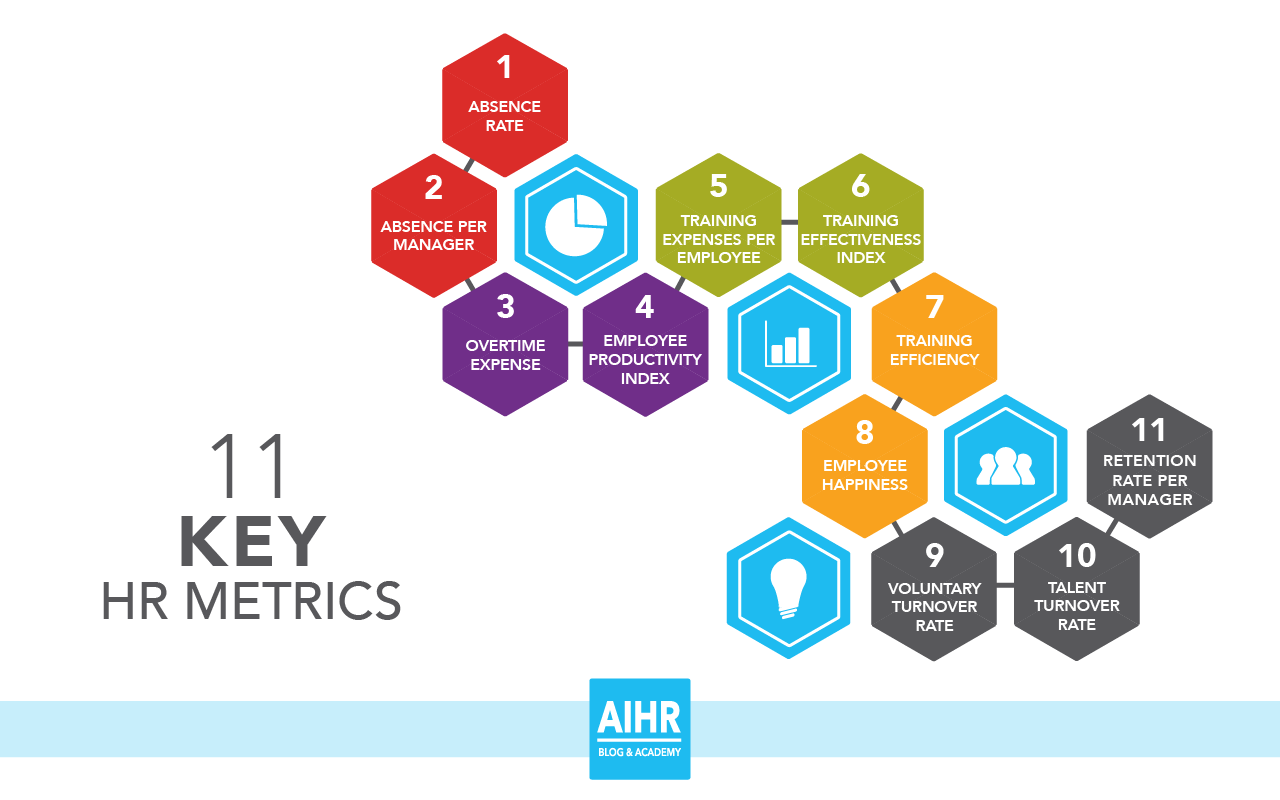 1
ABSENCE
RATE
2
ABSENCE PER
MANAGER
3
OVERTIME
EXPENSE
4
EMPLOYEE
PRODUCTIVITY
INDEX
5
TRAINING
EXPENSES PER
EMPLOYEE
6
TRAINING
EFFECTIVENESS
INDEX
7
TRAINING
EFFICIENCY
8
EMPLOYEE
HAPPINESS
9
VOLUNTARY
TURNOVER
RATE
10
TALENT
TURNOVER
RATE
11
RETENTION
RATE PER
MANAGER
11
KEY
HR METRICS
AIHR
BLOG & ACADEMY